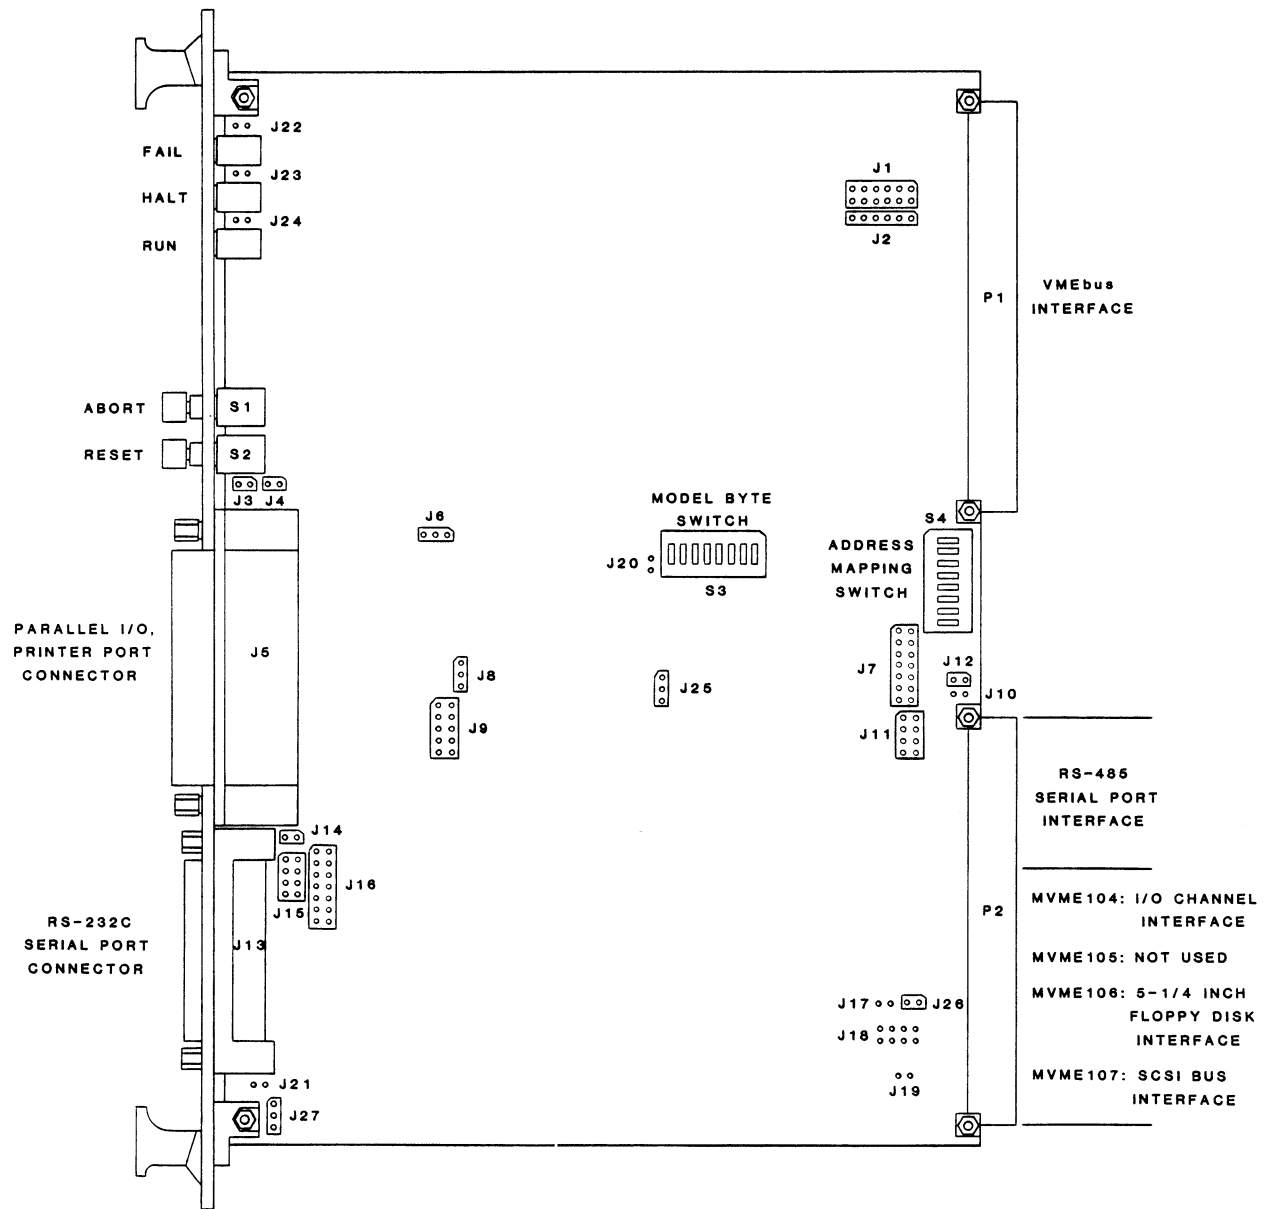 J22
FAIL
J23
HALT
J24
RUN
J1
J2
P1
VMEbus
INTERFACE
ABORT
S1
RESET
S2
J3
J4
J6
MODEL BYTE
SWITCH
J20
S3
S4
ADDRESS
MAPPING
SWITCH
PARALLEL I/O,
PRINTER PORT
CONNECTOR
J5
J8
J9
J25
J7
J12
J10
J11
RS-485
SERIAL PORT
INTERFACE
J14
J16
J15
RS-232C
SERIAL PORT
CONNECTOR
J13
P2
MVME104: I/O CHANNEL
INTERFACE
MVME105: NOT USED
MVME106: 5-1/4 INCH
FLOPPY DISK
INTERFACE
MVME107: SCSI BUS
INTERFACE
J17
J26
J18
J19
J21
J27